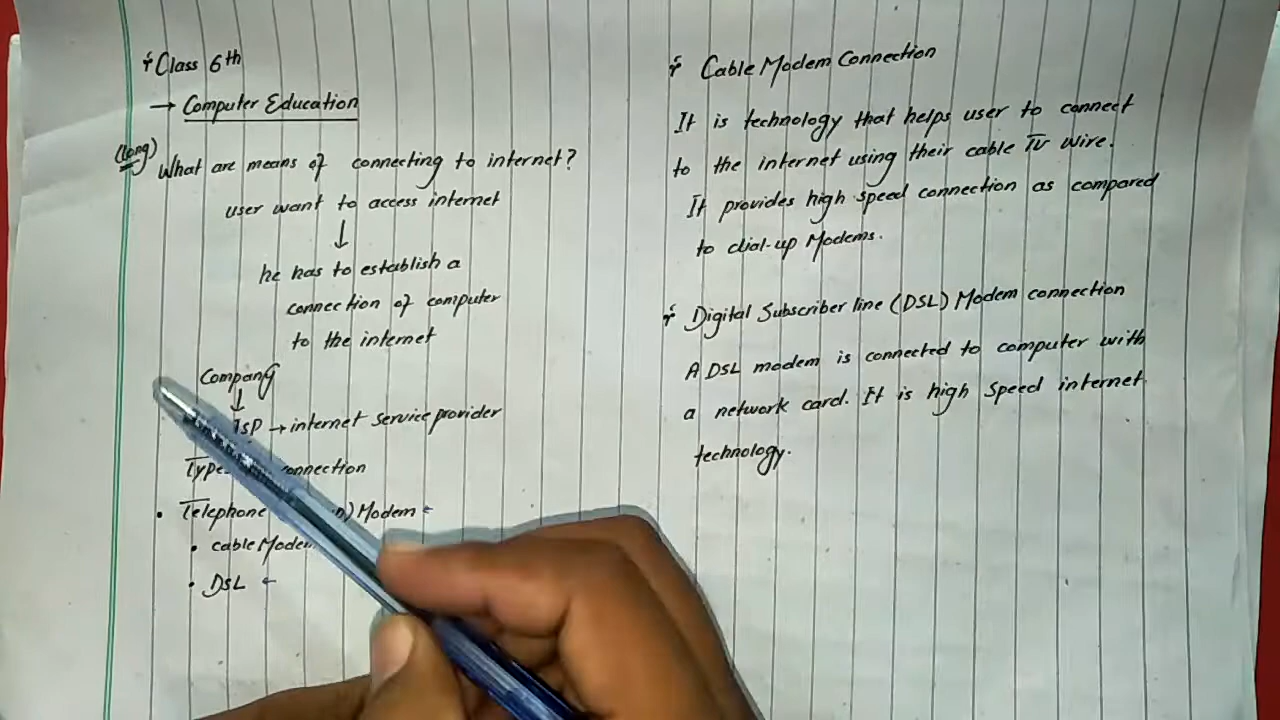 Class 6th
→ Computer Education
(long) What are means of connecting to internet?
user want to access internet
↓
he has to establish a
connection of computer
to the internet
Company
↓
ISP → internet service provider
connection
• Telephone Modem ←
• cable Modem
• DSL ←
Cable Modem Connection
It is technology that helps user to connect
to the internet using their cable TV wire.
It provides high speed connection as compared
to dial-up Modems.
Digital Subscriber line (DSL) Modem connection
A DSL modem is connected to computer with
a network card. It is high speed internet
technology.